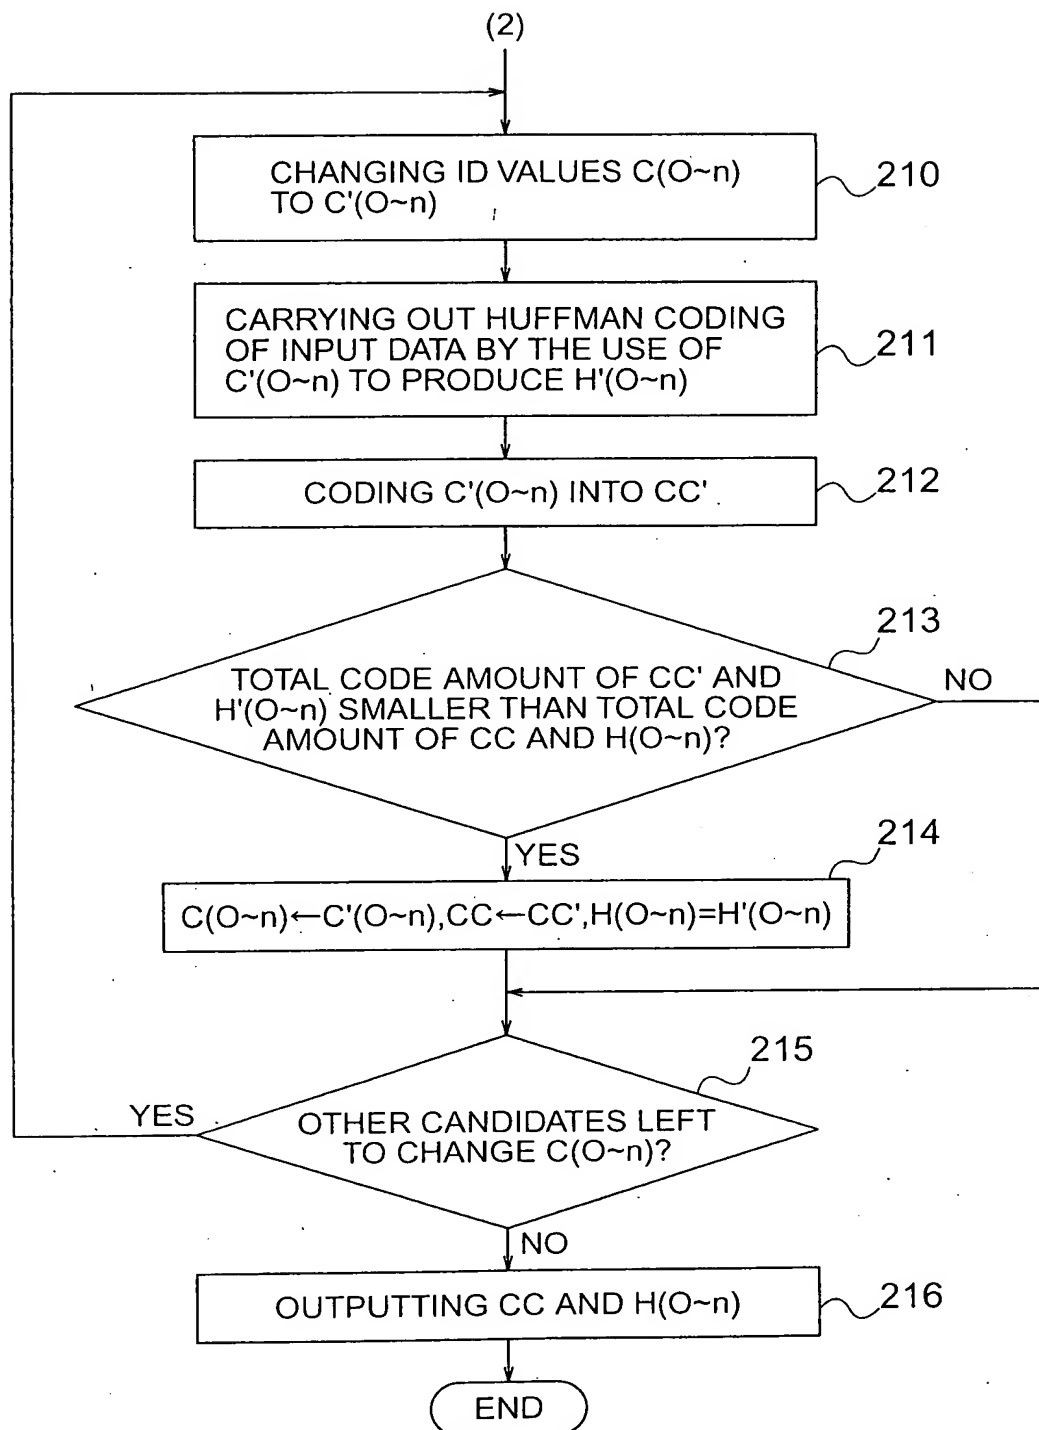 (2)
CHANGING ID VALUES C(O~n)
TO C'(O~n)
210
CARRYING OUT HUFFMAN CODING
OF INPUT DATA BY THE USE OF
C'(O~n) TO PRODUCE H'(O~n)
211
CODING C'(O~n) INTO CC'
212
213
TOTAL CODE AMOUNT OF CC' AND
H'(O~n) SMALLER THAN TOTAL CODE
AMOUNT OF CC AND H(O~n)?
NO
YES
214
C(O~n)←C'(O~n),CC←CC',H(O~n)=H'(O~n)
215
YES
OTHER CANDIDATES LEFT
TO CHANGE C(O~n)?
NO
OUTPUTTING CC AND H(O~n)
216
END